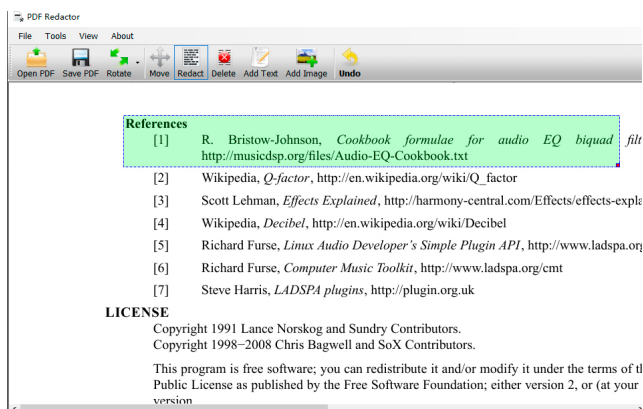 PDF Redactor
File Tools View About
Open PDF Save PDF Rotate Move Redact Delete Add Text Add Image Undo
References
[1] R. Bristow-Johnson, Cookbook formulae for audio EQ biquad
http://musicdsp.org/files/Audio-EQ-Cookbook.txt
[2] Wikipedia, Q-factor, http://en.wikipedia.org/wiki/Q_factor
[3] Scott Lehman, Effects Explained, http://harmony-central.com/Effects/effects-expla
[4] Wikipedia, Decibel, http://en.wikipedia.org/wiki/Decibel
[5] Richard Furse, Linux Audio Developer's Simple Plugin API, http://www.ladspa.org
[6] Richard Furse, Computer Music Toolkit, http://www.ladspa.org/cmt
[7] Steve Harris, LADSPA plugins, http://plugin.org.uk
LICENSE
Copyright 1991 Lance Norskog and Sundry Contributors.
Copyright 1998−2008 Chris Bagwell and SoX Contributors.
This program is free software; you can redistribute it and/or modify it under the terms of th
Public License as published by the Free Software Foundation; either version 2, or (at your
version